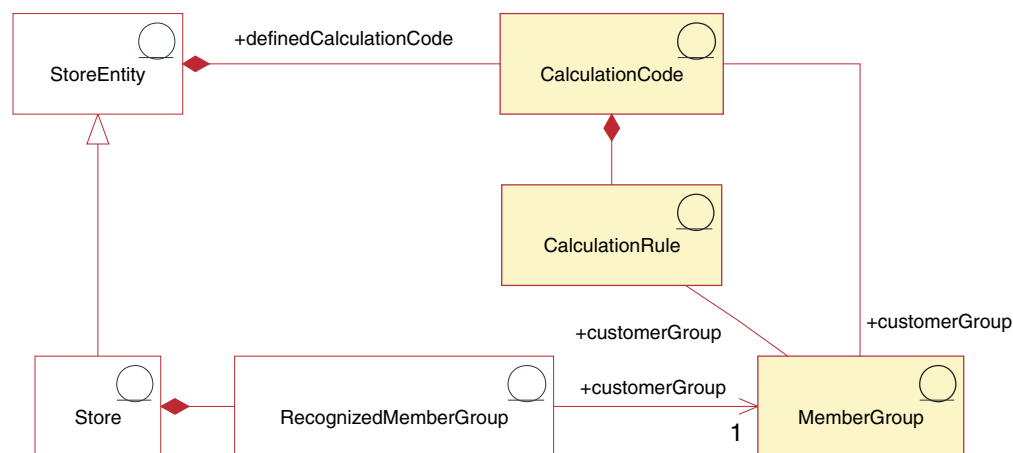 +definedCalculationCode
StoreEntity
CalculationCode
CalculationRule
+customerGroup
+customerGroup
+customerGroup
Store
RecognizedMemberGroup
1
MemberGroup